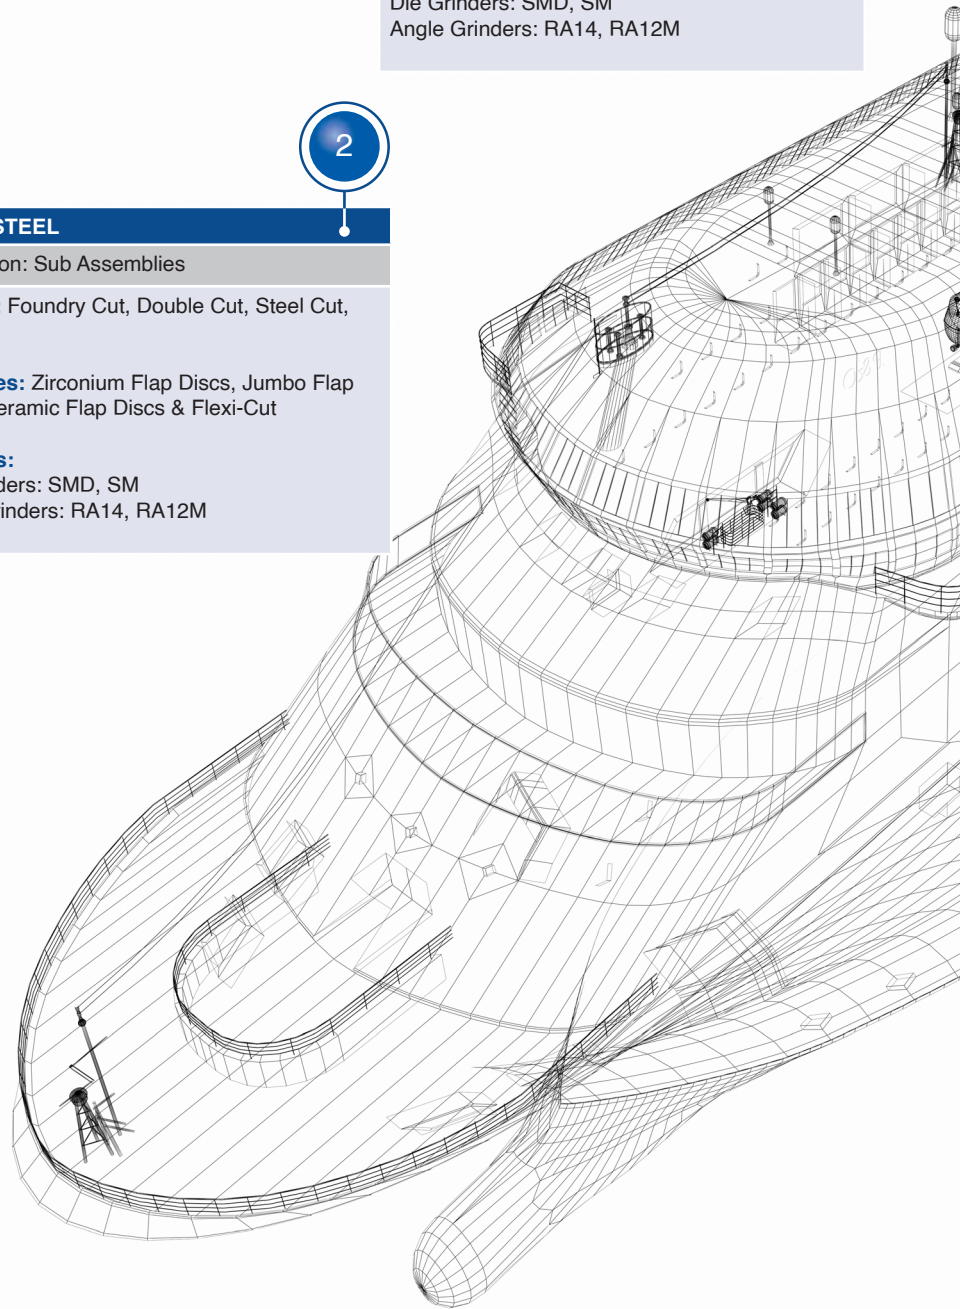 Die Grinders: SMD, SM
Angle Grinders: RA14, RA12M
2
STEEL
on: Sub Assemblies
: Foundry Cut, Double Cut, Steel Cut,
es: Zirconium Flap Discs, Jumbo Flap
eramic Flap Discs & Flexi-Cut
s:
ders: SMD, SM
inders: RA14, RA12M